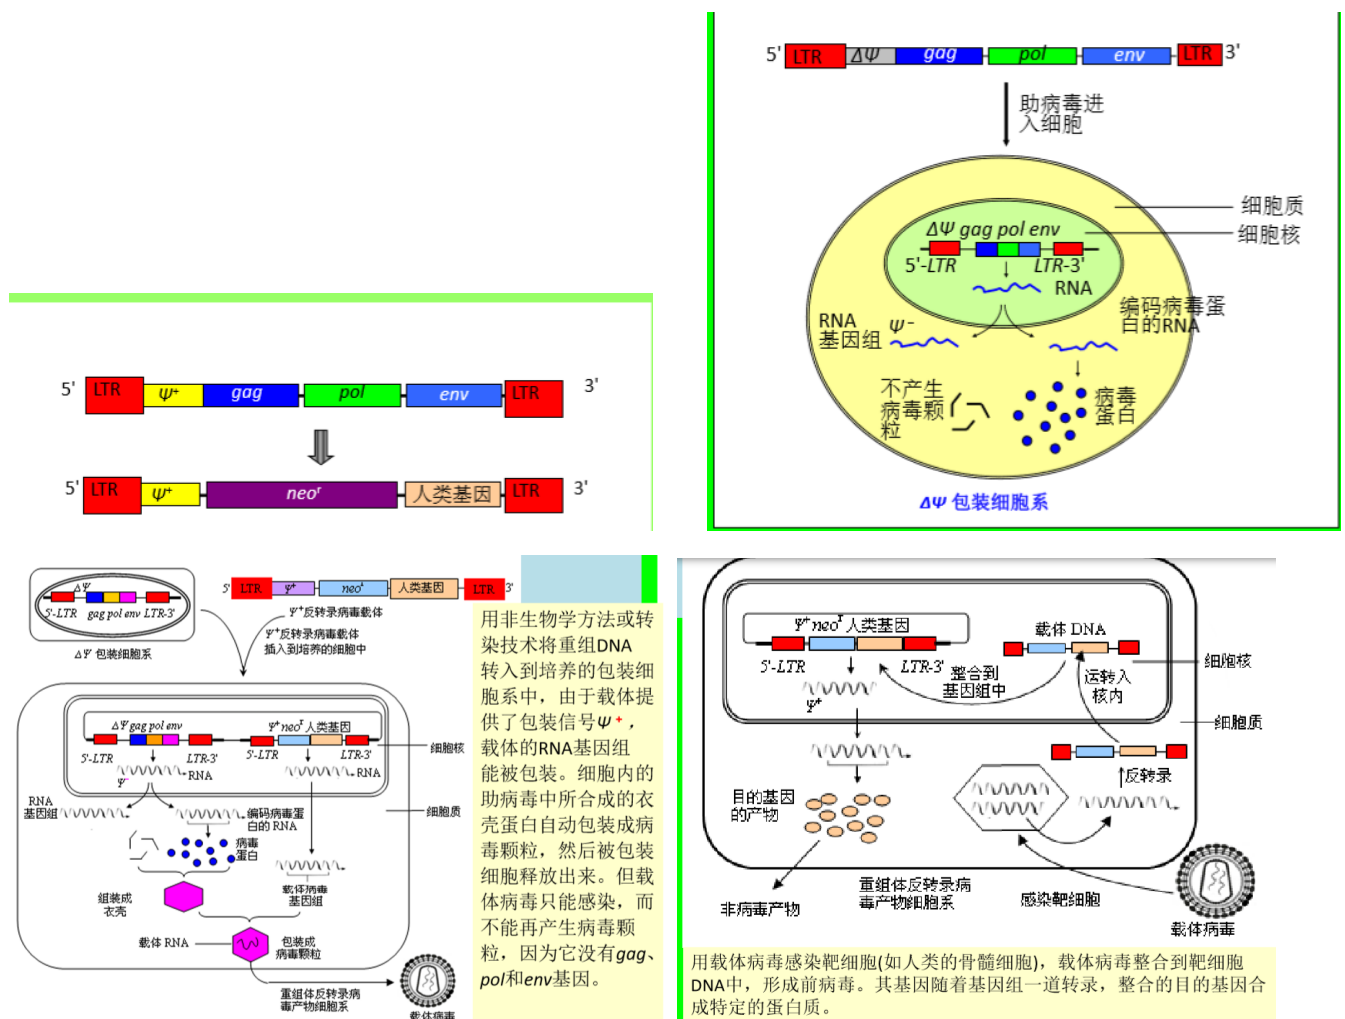 5' LTR Ψ⁺ gag pol env LTR 3'
5' LTR Ψ⁺ neoʳ 人类基因 LTR 3'
5' LTR ΔΨ gag pol env LTR 3'
助病毒进
入细胞
细胞质
细胞核
ΔΨ gag pol env
5'-LTR LTR-3'
RNA
RNA
基因组
Ψ⁻
编码病毒蛋
白的RNA
不产生
病毒颗
粒
病毒
蛋白
ΔΨ 包装细胞系
ΔΨ
5'-LTR gag pol env LTR-3'
ΔΨ 包装细胞系
5' LTR Ψ⁺ neoʳ 人类基因 LTR 3'
Ψ⁺反转录病毒载体
Ψ⁺反转录病毒载体
插入到培养的细胞中
ΔΨ gag pol env
5'-LTR LTR-3'
Ψ⁺neoʳ人类基因
5'-LTR LTR-3'
RNA
RNA
Ψ⁻
细胞核
细胞质
RNA
基因组
编码病毒蛋
白的 RNA
病毒
蛋白
组装成
衣壳
载体病毒
基因组
载体 RNA
包装成
病毒颗粒
重组体反转录病
毒产物细胞系
载体病毒
用非生物学方法或转
染技术将重组DNA
转入到培养的包装细
胞系中，由于载体提
供了包装信号Ψ⁺，
载体的RNA基因组
能被包装。细胞内的
助病毒中所合成的衣
壳蛋白自动包装成病
毒颗粒，然后被包装
细胞释放出来。但载
体病毒只能感染，而
不能再产生病毒颗
粒，因为它没有gag、
pol和env基因。
Ψ⁺neoʳ人类基因
5'-LTR LTR-3'
Ψ⁺
载体 DNA
整合到
基因组中
运转入
核内
细胞核
细胞质
反转录
目的基因
的产物
非病毒产物
重组体反转录病
毒产物细胞系
感染靶细胞
载体病毒
用载体病毒感染靶细胞(如人类的骨髓细胞)，载体病毒整合到靶细胞
DNA中，形成前病毒。其基因随着基因组一道转录，整合的目的基因合
成特定的蛋白质。